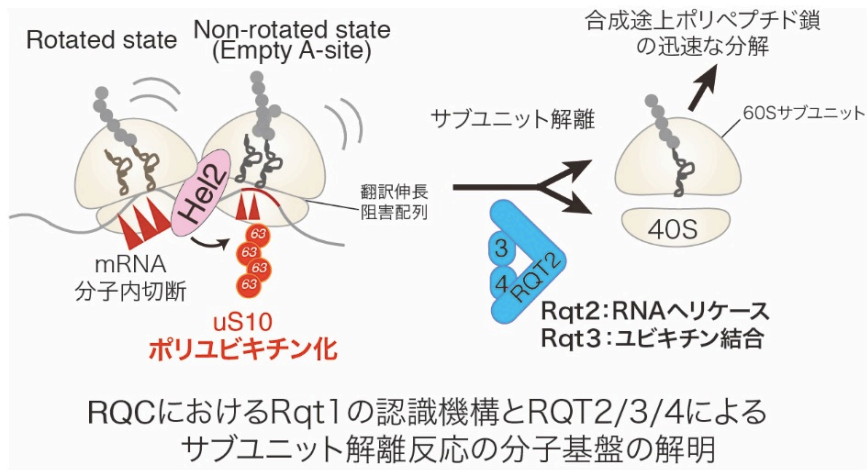 Rotated state
Non-rotated state
(Empty A-site)
合成途上ポリペプチド鎖
の迅速な分解
サブユニット解離
60Sサブユニット
Hel2
翻訳伸長
阻害配列
40S
mRNA
分子内切断
63
63
63
63
3
4
RQT2
uS10
ポリユビキチン化
Rqt2:RNAヘリケース
Rqt3:ユビキチン結合
RQCにおけるRqt1の認識機構とRQT2/3/4による
サブユニット解離反応の分子基盤の解明